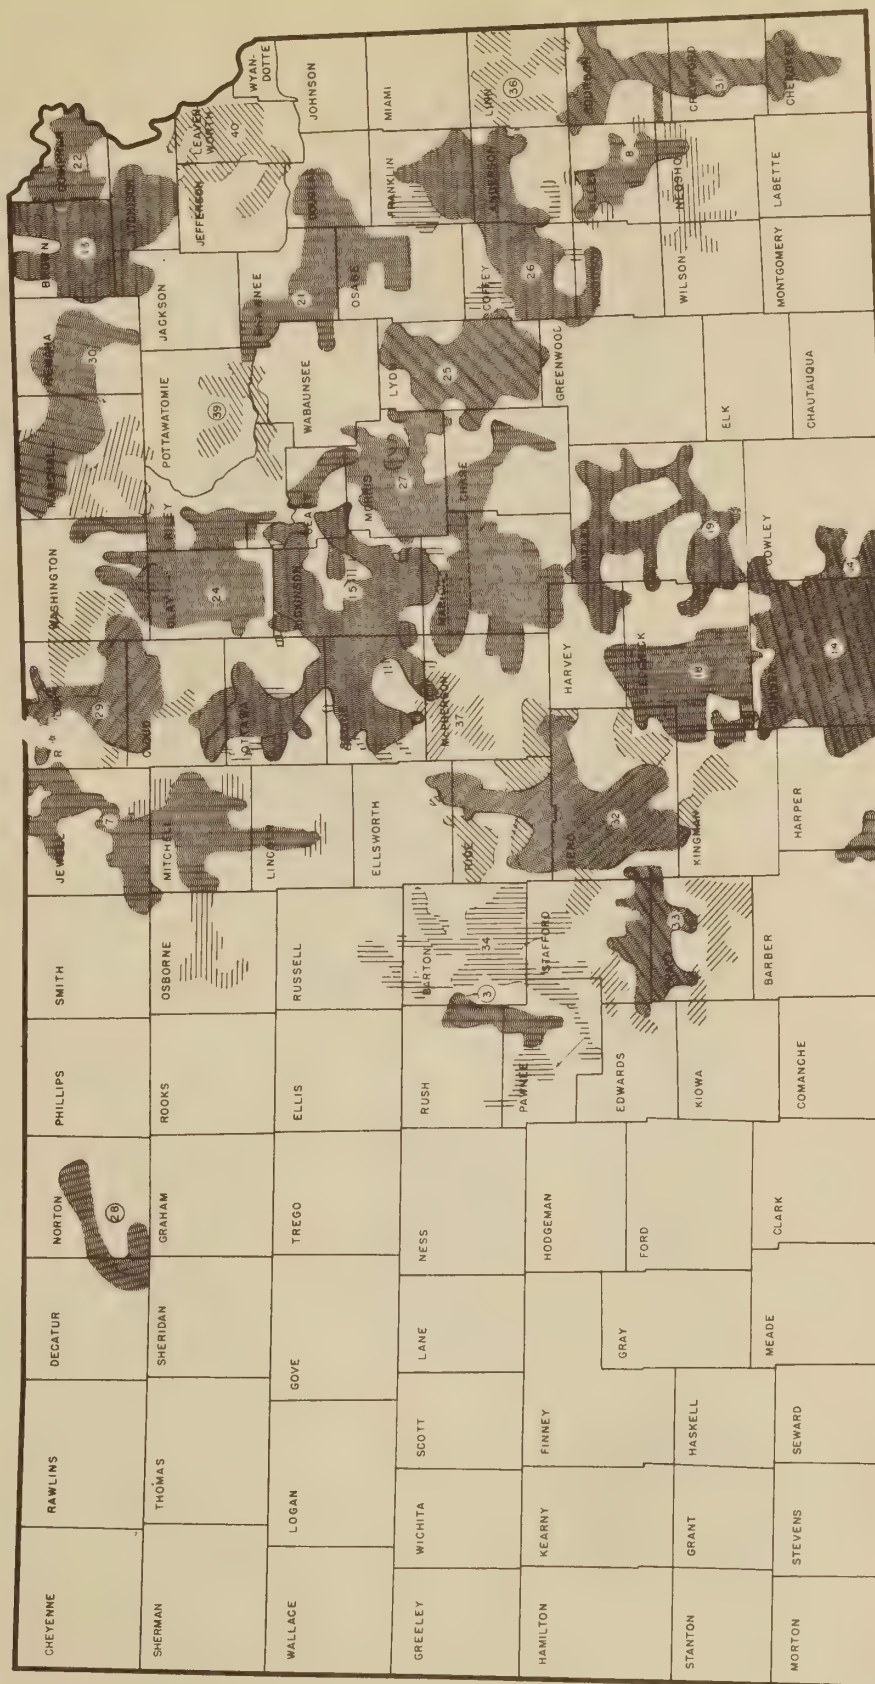 CHEYENNE
RAWLINS
DECATUR
NORTON
PHILLIPS
SMITH
JEWELL
WASHINGTON
MARSHALL
NEMAHA
BROWN
SHERMAN
THOMAS
SHERIDAN
GRAHAM
ROOKS
OSBORNE
MITCHELL
CLOUD
CLAY
RILEY
POTTAWATOMIE
JACKSON
ATCHISON
JEFFERSON
LEAVEN-
WORTH
WYAN-
DOTTE
WALLACE
LOGAN
GOVE
TREGO
ELLIS
RUSSELL
LINCOLN
OTTAWA
DICKINSON
GEARY
WABAUNSEE
SHAWNEE
DOUGLAS
JOHNSON
GREELEY
WICHITA
SCOTT
LANE
NESS
RUSH
BARTON
ELLSWORTH
RICE
SALINE
McPHERSON
MARION
MORRIS
CHASE
LYON
OSAGE
COFFEY
FRANKLIN
ANDERSON
MIAMI
LINN
HAMILTON
KEARNY
FINNEY
HODGEMAN
PAWNEE
STAFFORD
RENO
HARVEY
BUTLER
GREENWOOD
WOODSON
ALLEN
BOURBON
GRAY
FORD
EDWARDS
STANTON
GRANT
HASKELL
KIOWA
PRATT
KINGMAN
SEDGWICK
ELK
WILSON
NEOSHO
CRAWFORD
MORTON
STEVENS
SEWARD
MEADE
CLARK
COMANCHE
BARBER
HARPER
SUMNER
COWLEY
CHAUTAUQUA
MONTGOMERY
LABETTE
CHEROKEE
28
7
29
24
30
13
22
39
40
15
21
3
34
37
27
25
26
36
32
33
18
19
8
31
14
14